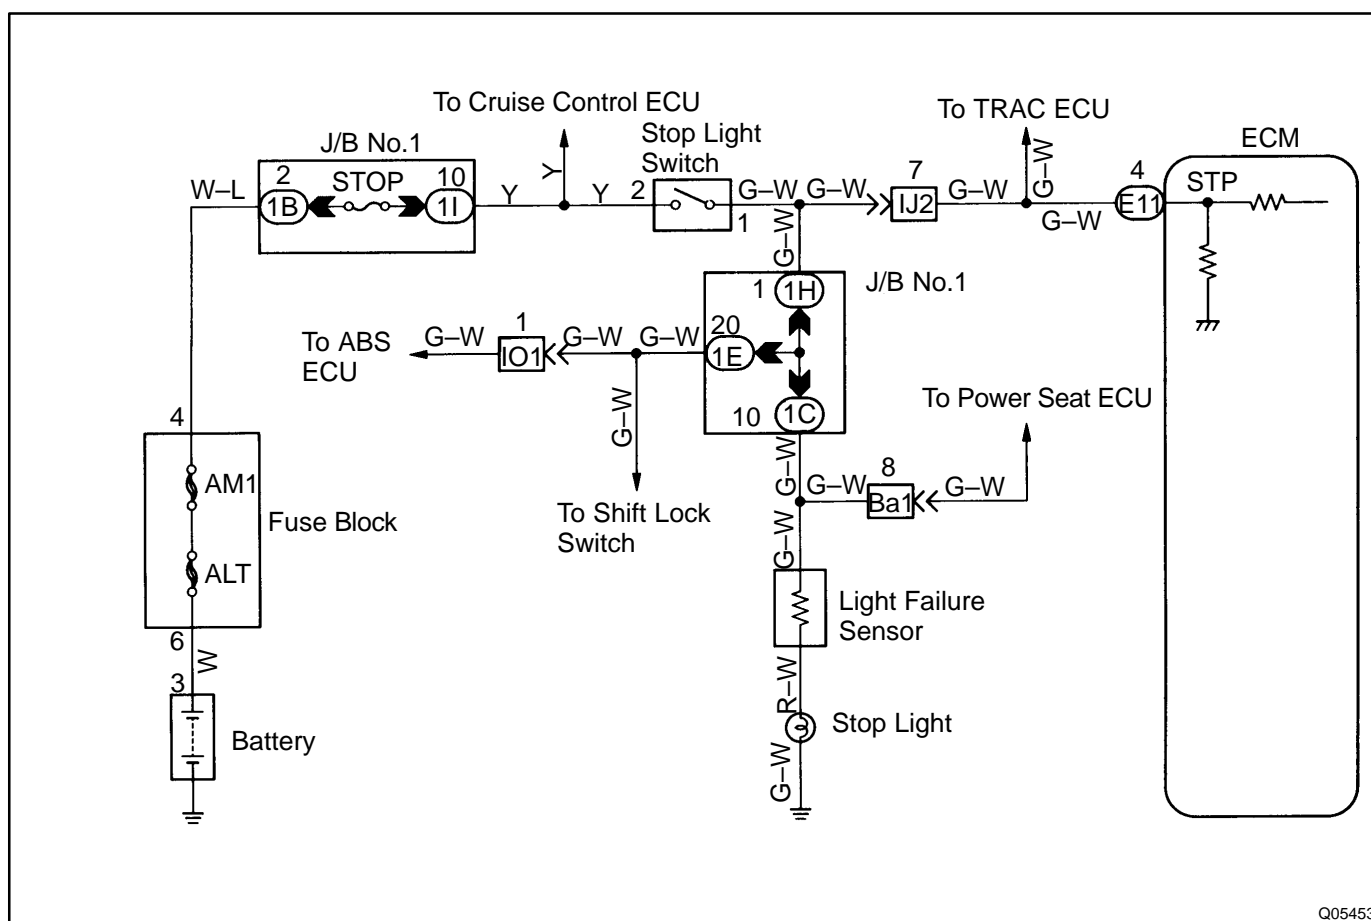 To Cruise Control ECU
To TRAC ECU
Stop Light
Switch
J/B No.1
ECM
W–L
2
STOP
10
1B
1I
Y
Y
Y
2
1
G–W
G–W
7
IJ2
G–W
G–W
G–W
4
E11
STP
G–W
J/B No.1
1
1H
To ABS
ECU
G–W
1
IO1
G–W
G–W
20
1E
10
1C
G–W
To Shift Lock
Switch
To Power Seat ECU
G–W
G–W
8
Ba1
G–W
4
AM1
Fuse Block
ALT
6
G–W
Light Failure
Sensor
W
3
Battery
R–W
Stop Light
G–W
Q05453